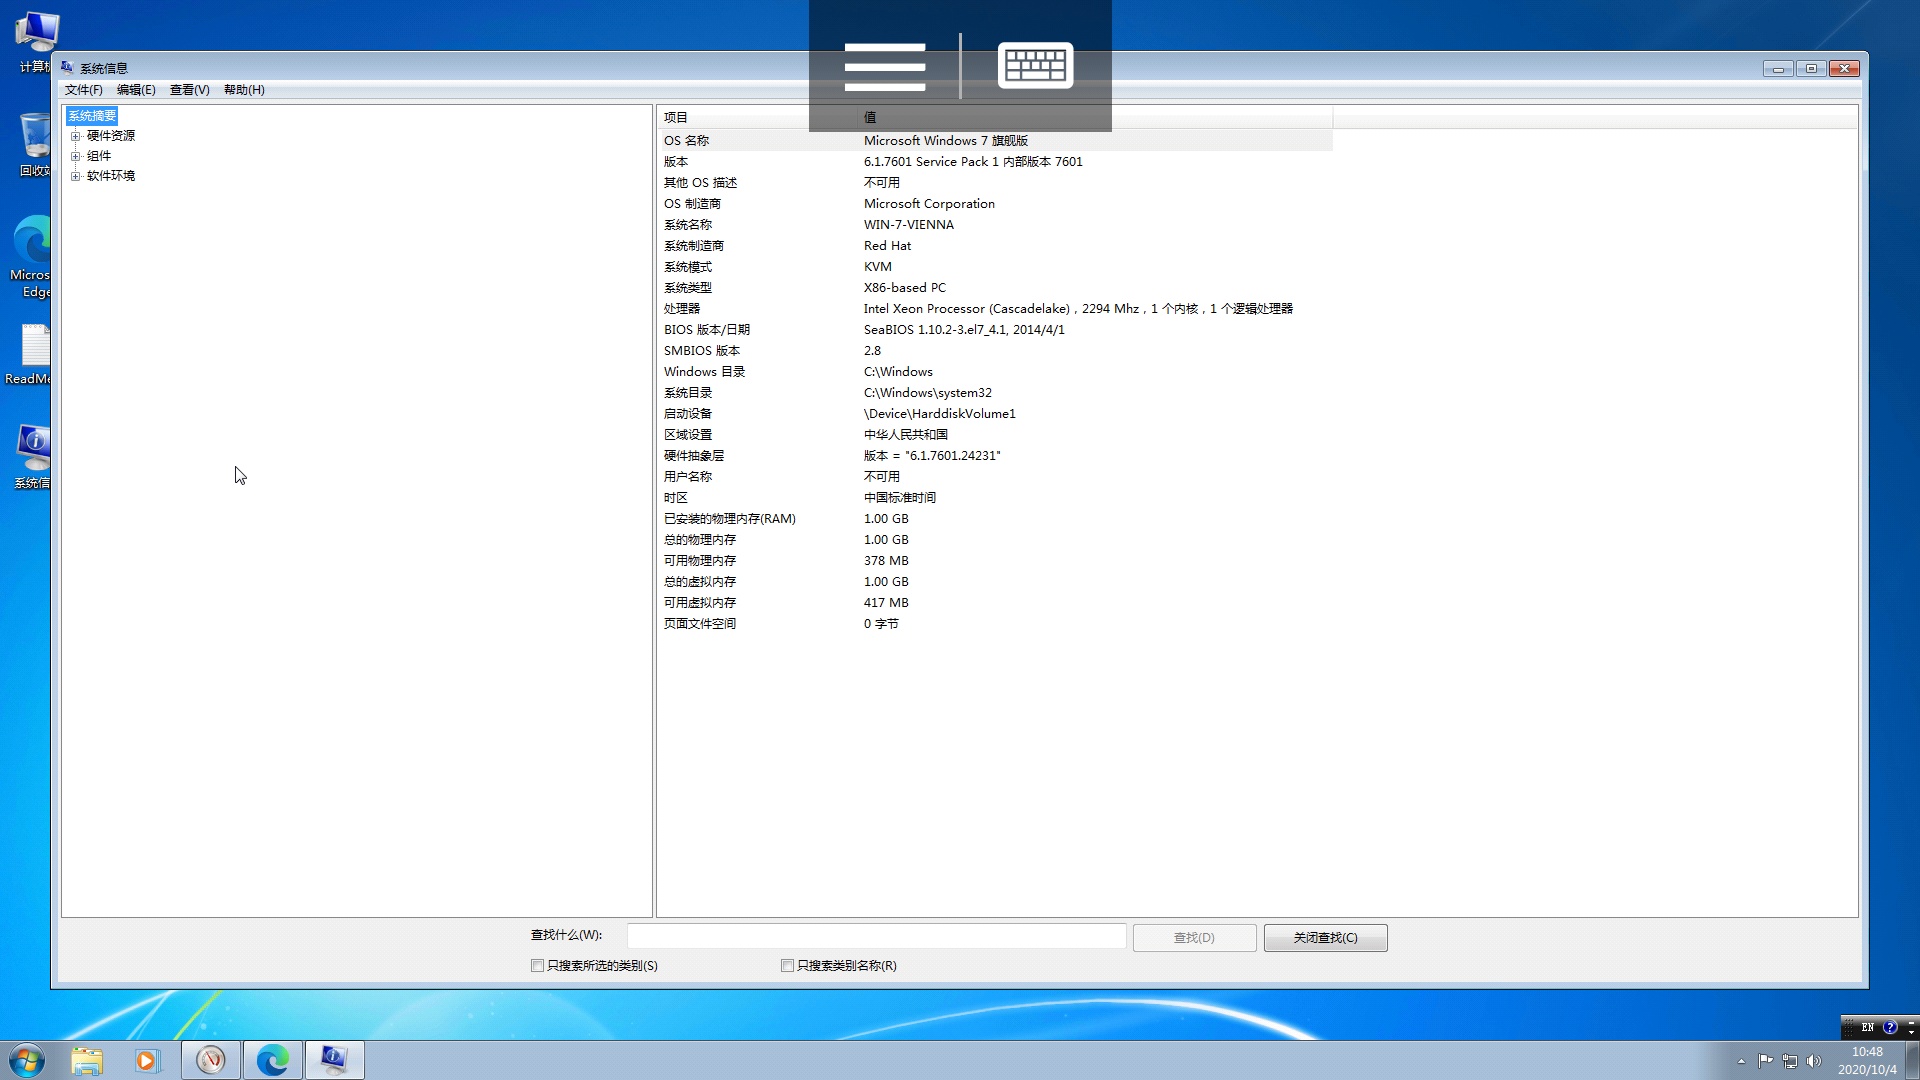 计算机
系统信息
文件(F) 编辑(E) 查看(V) 帮助(H)
系统摘要
硬件资源
组件
软件环境
项目 值
OS 名称 Microsoft Windows 7 旗舰版
版本 6.1.7601 Service Pack 1 内部版本 7601
其他 OS 描述 不可用
OS 制造商 Microsoft Corporation
系统名称 WIN-7-VIENNA
系统制造商 Red Hat
系统模式 KVM
系统类型 X86-based PC
处理器 Intel Xeon Processor (Cascadelake)，2294 Mhz，1 个内核，1 个逻辑处理器
BIOS 版本/日期 SeaBIOS 1.10.2-3.el7_4.1, 2014/4/1
SMBIOS 版本 2.8
Windows 目录 C:\Windows
系统目录 C:\Windows\system32
启动设备 \Device\HarddiskVolume1
区域设置 中华人民共和国
硬件抽象层 版本 = "6.1.7601.24231"
用户名称 不可用
时区 中国标准时间
已安装的物理内存(RAM) 1.00 GB
总的物理内存 1.00 GB
可用物理内存 378 MB
总的虚拟内存 1.00 GB
可用虚拟内存 417 MB
页面文件空间 0 字节
回收站
Micros
Edge
ReadMe
系统信
查找什么(W): 查找(D) 关闭查找(C)
只搜索所选的类别(S) 只搜索类别名称(R)
EN
10:48
2020/10/4